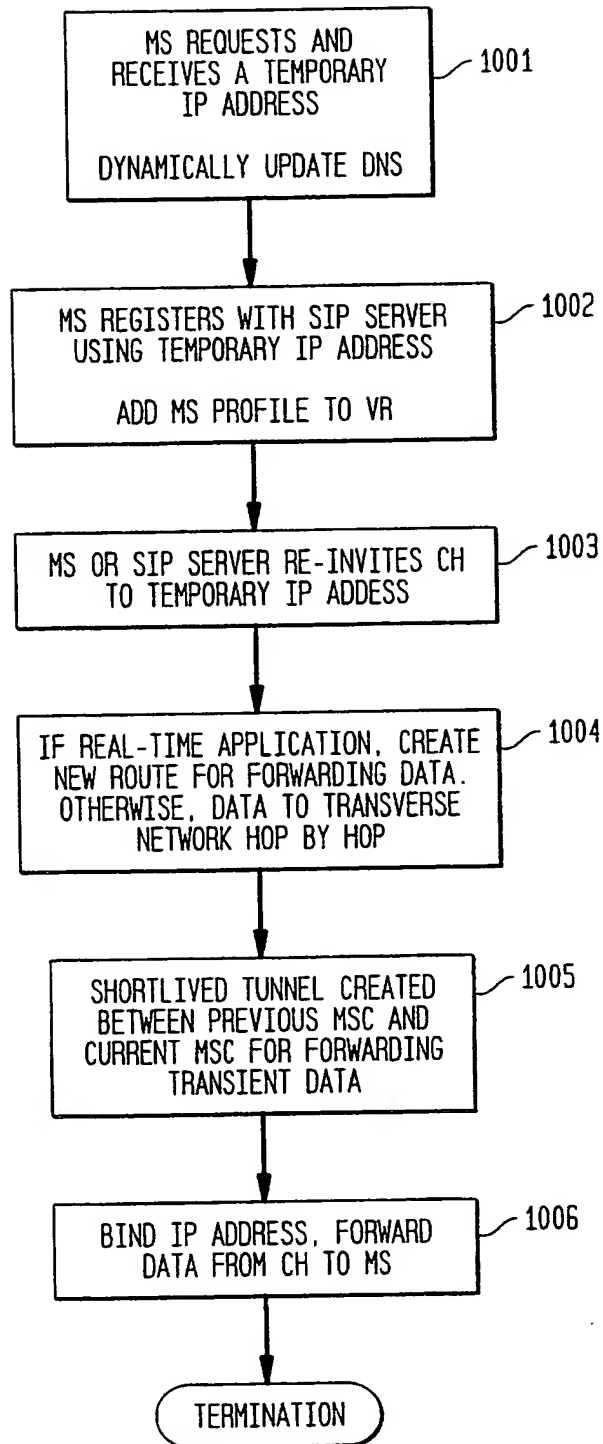 MS REQUESTS AND
RECEIVES A TEMPORARY
IP ADDRESS
DYNAMICALLY UPDATE DNS
1001
MS REGISTERS WITH SIP SERVER
USING TEMPORARY IP ADDRESS
ADD MS PROFILE TO VR
1002
MS OR SIP SERVER RE-INVITES CH
TO TEMPORARY IP ADDESS
1003
IF REAL-TIME APPLICATION, CREATE
NEW ROUTE FOR FORWARDING DATA.
OTHERWISE, DATA TO TRANSVERSE
NETWORK HOP BY HOP
1004
SHORTLIVED TUNNEL CREATED
BETWEEN PREVIOUS MSC AND
CURRENT MSC FOR FORWARDING
TRANSIENT DATA
1005
BIND IP ADDRESS, FORWARD
DATA FROM CH TO MS
1006
TERMINATION